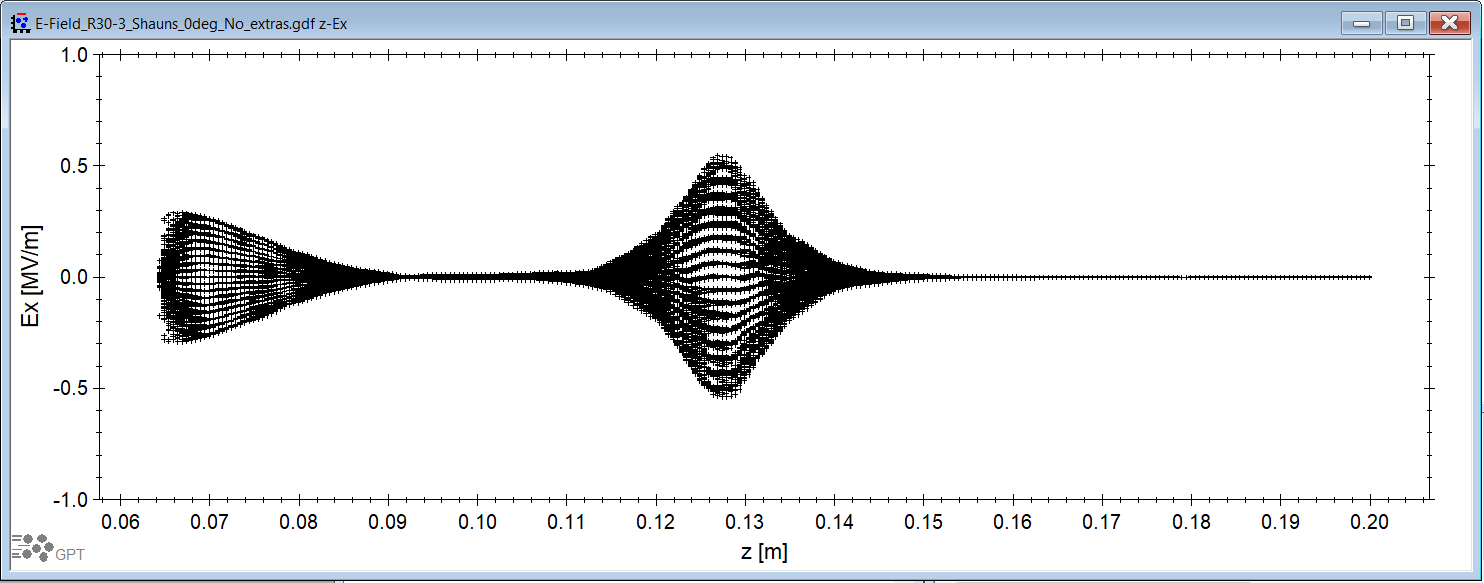 E-Field_R30-3_Shauns_0deg_No_extras.gdf z-Ex
1.0
0.5
0.0
-0.5
-1.0
Ex [MV/m]
0.06 0.07 0.08 0.09 0.10 0.11 0.12 0.13 0.14 0.15 0.16 0.17 0.18 0.19 0.20
z [m]
GPT